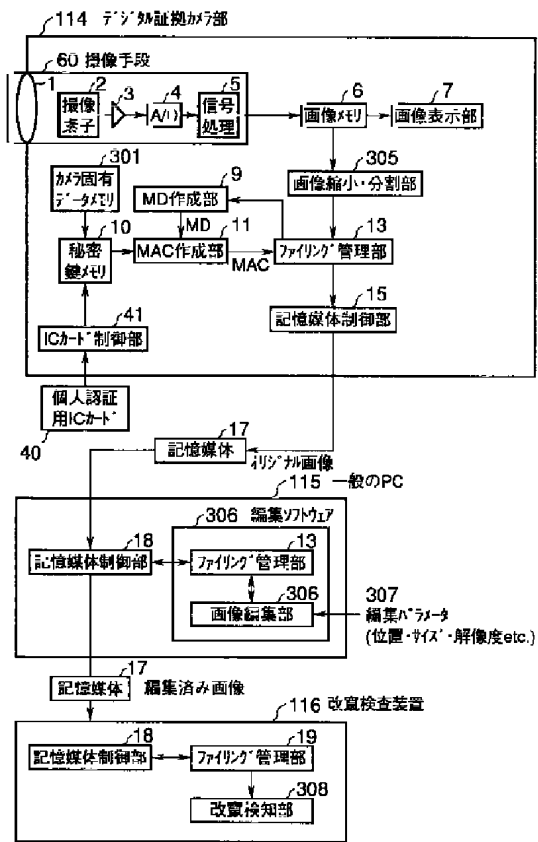 114 デジタル証拠カメラ部
60 撮像手段
1
2
3
4
5
6
7
撮像
素子
A/D
信号
処理
画像メモリ
画像表示部
301
305
カメラ固有
データメモリ
9
画像縮小・分割部
MD作成部
10
MD
11
13
秘密
鍵メモリ
MAC作成部
MAC
ファイリング管理部
15
41
記憶媒体制御部
ICカード制御部
個人認証
用ICカード
40
17
記憶媒体
オリジナル画像
115 一般のPC
306 編集ソフトウェア
18
13
記憶媒体制御部
ファイリング管理部
306
307
画像編集部
編集パラメータ
(位置・サイズ・解像度etc.)
17
記憶媒体
編集済み画像
116 改竄検査装置
18
19
記憶媒体制御部
ファイリング管理部
308
改竄検知部